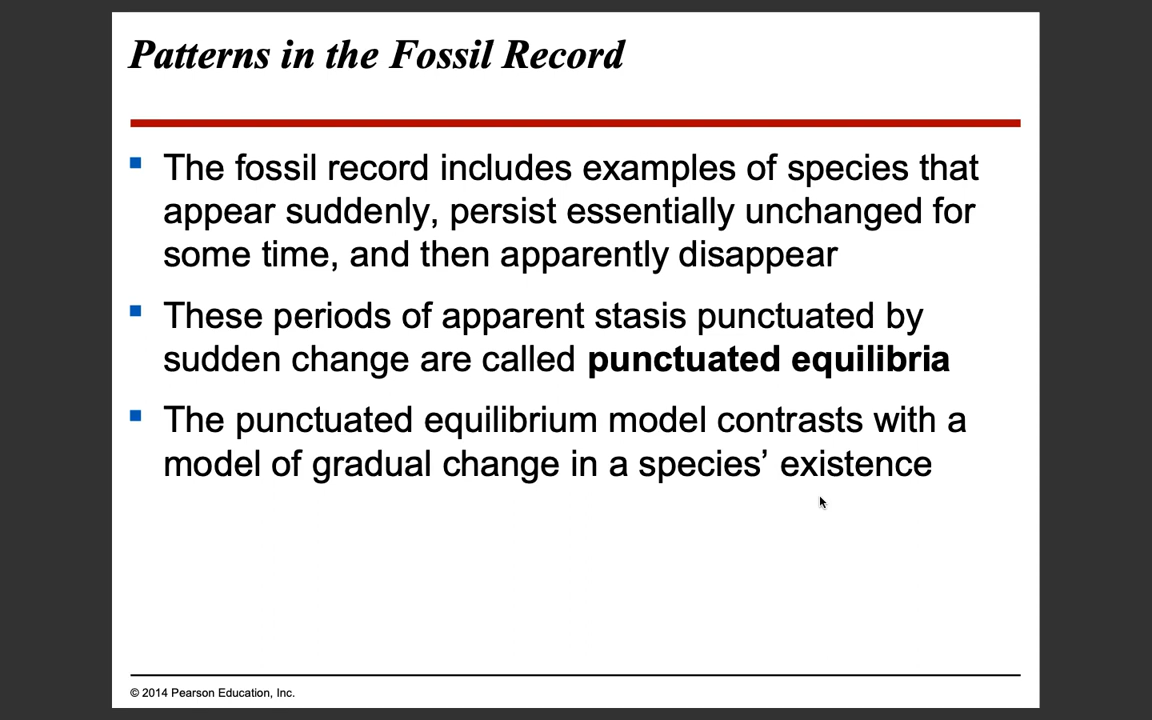 Patterns in the Fossil Record
The fossil record includes examples of species that
appear suddenly, persist essentially unchanged for
some time, and then apparently disappear
These periods of apparent stasis punctuated by
sudden change are called punctuated equilibria
The punctuated equilibrium model contrasts with a
model of gradual change in a species’ existence
© 2014 Pearson Education, Inc.